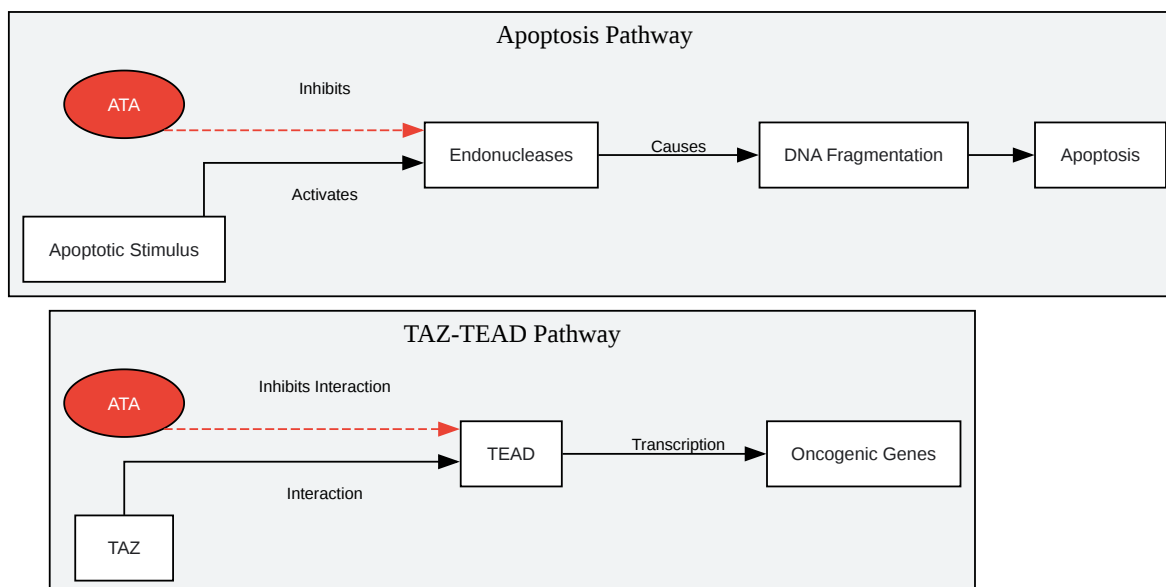 Apoptosis Pathway
ATA
Inhibits
Endonucleases
Causes
DNA Fragmentation
Apoptosis
Activates
Apoptotic Stimulus
TAZ-TEAD Pathway
ATA
Inhibits Interaction
TEAD
Transcription
Oncogenic Genes
Interaction
TAZ